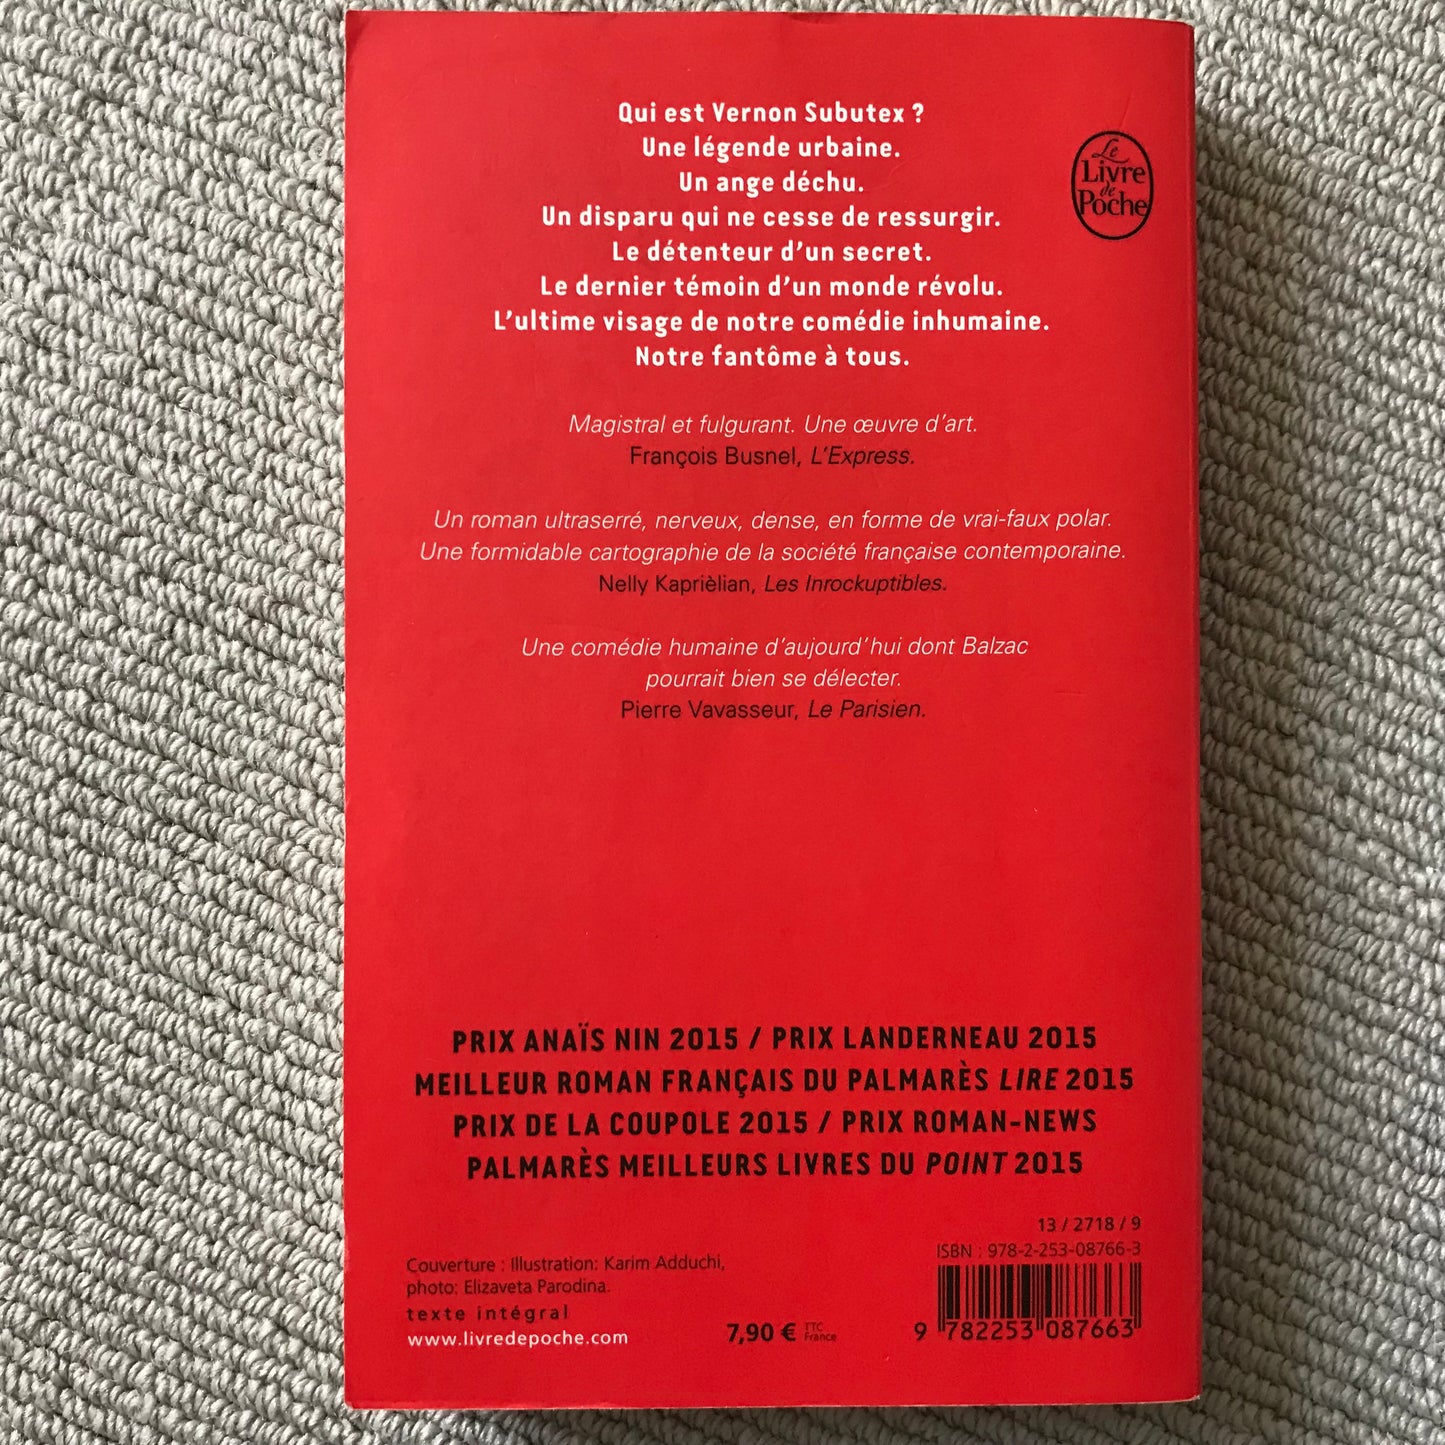 Qui est Vernon Subutex ?
Une légende urbaine.
Un ange déchu.
Un disparu qui ne cesse de ressurgir.
Le détenteur d'un secret.
Le dernier témoin d'un monde révolu.
L'ultime visage de notre comédie inhumaine.
Notre fantôme à tous.
Le
Livre
de
Poche
Magistral et fulgurant. Une œuvre d'art.
François Busnel, L'Express.
Un roman ultraserré, nerveux, dense, en forme de vrai-faux polar.
Une formidable cartographie de la société française contemporaine.
Nelly Kaprièlian, Les Inrockuptibles.
Une comédie humaine d'aujourd'hui dont Balzac
pourrait bien se délecter.
Pierre Vavasseur, Le Parisien.
PRIX ANAÏS NIN 2015 / PRIX LANDERNEAU 2015
MEILLEUR ROMAN FRANÇAIS DU PALMARÈS LIRE 2015
PRIX DE LA COUPOLE 2015 / PRIX ROMAN-NEWS
PALMARÈS MEILLEURS LIVRES DU POINT 2015
Couverture : Illustration: Karim Adduchi,
photo: Elizaveta Parodina.
texte intégral
www.livredepoche.com
7,90 € TTC
France
13 / 2718 / 9
ISBN : 978-2-253-08766-3
9 782253 087663